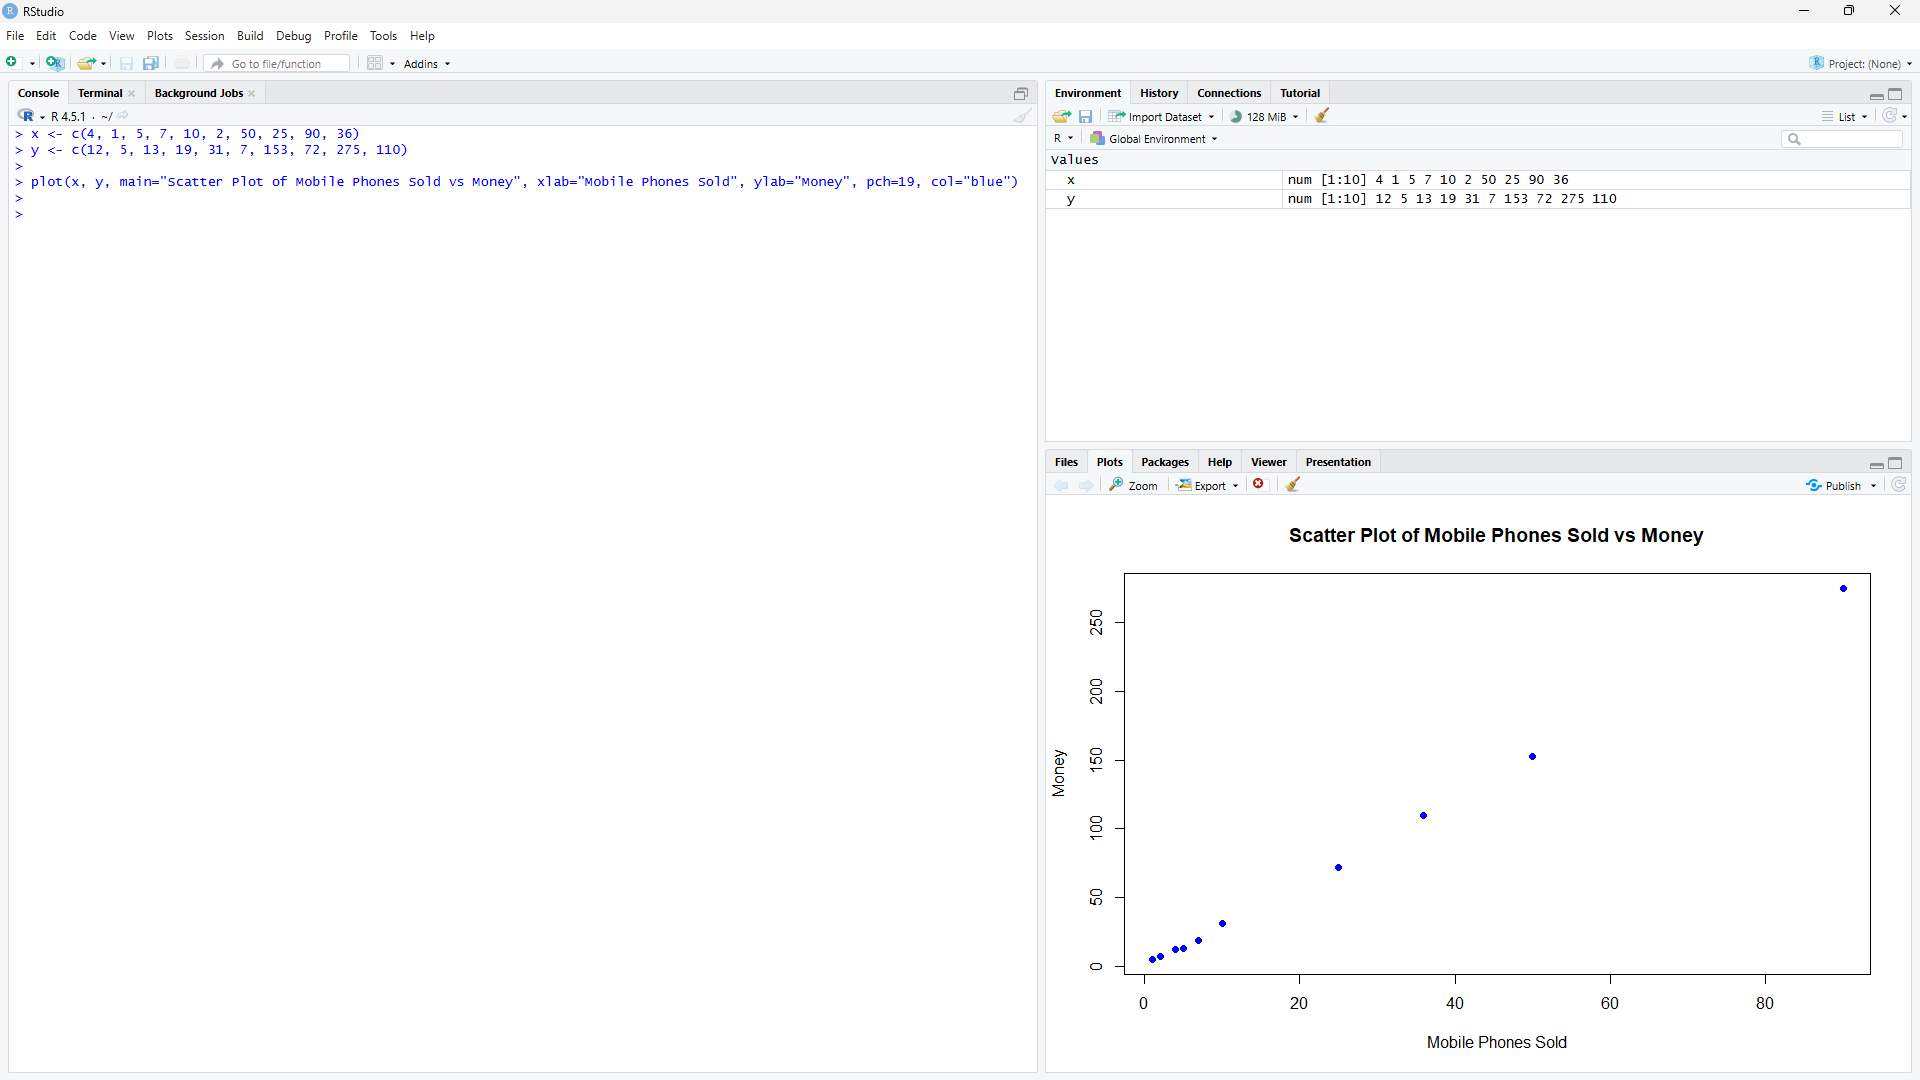 RStudio
File Edit Code View Plots Session Build Debug Profile Tools Help
Go to file/function Addins Project: (None)
Console Terminal Background Jobs
R 4.5.1 · ~/
> x <- c(4, 1, 5, 7, 10, 2, 50, 25, 90, 36)
> y <- c(12, 5, 13, 19, 31, 7, 153, 72, 275, 110)
>
> plot(x, y, main="Scatter Plot of Mobile Phones Sold vs Money", xlab="Mobile Phones Sold", ylab="Money", pch=19, col="blue")
>
>
Environment History Connections Tutorial
Import Dataset 128 MiB List
R Global Environment
Values
x num [1:10] 4 1 5 7 10 2 50 25 90 36
y num [1:10] 12 5 13 19 31 7 153 72 275 110
Files Plots Packages Help Viewer Presentation
Zoom Export Publish
Scatter Plot of Mobile Phones Sold vs Money
250
200
150
100
50
0
Money
0 20 40 60 80
Mobile Phones Sold